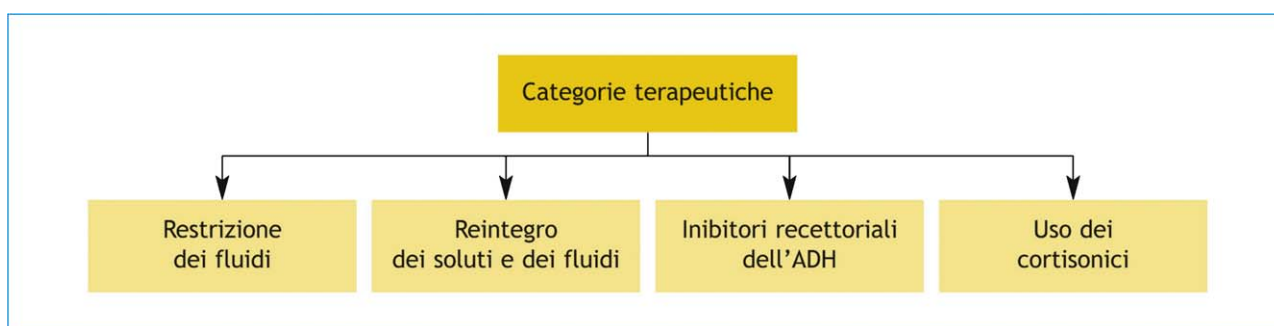 Categorie terapeutiche
Restrizione
dei fluidi
Reintegro
dei soluti e dei fluidi
Inibitori recettoriali
dell'ADH
Uso dei
cortisonici